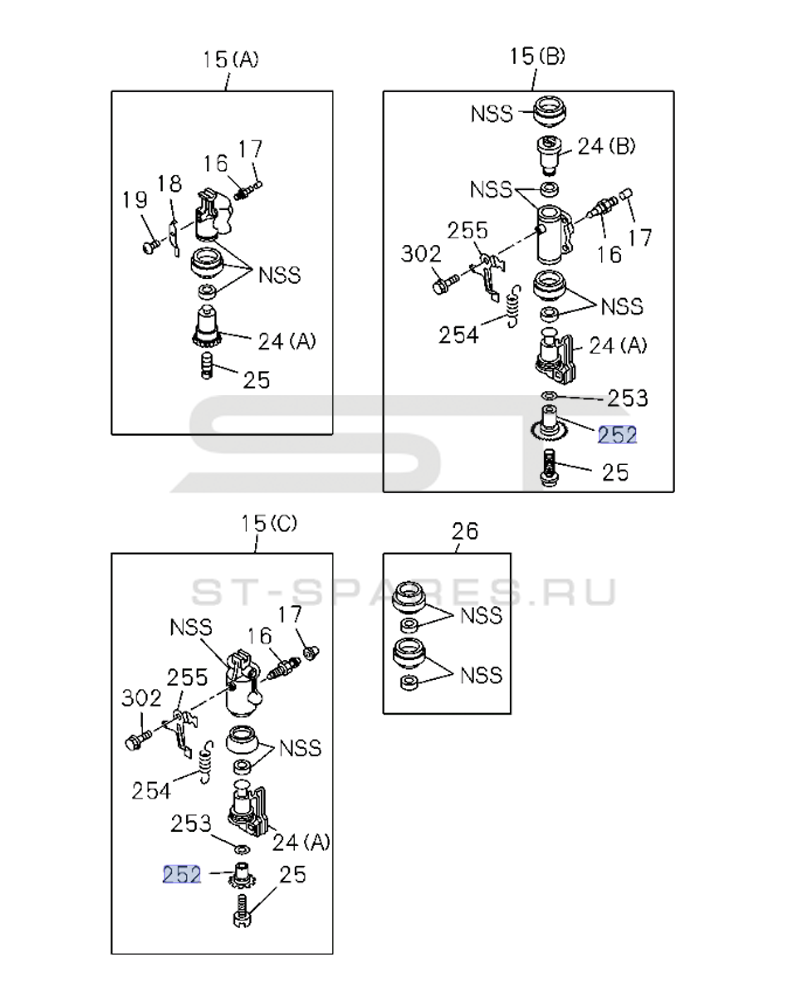 15(A)
16
17
18
19
NSS
24(A)
25
15(B)
NSS
24(B)
NSS
17
16
255
302
NSS
254
24(A)
253
252
25
ST
15(C)
NSS
16
17
255
302
NSS
254
253
24(A)
252
25
26
NSS
NSS
ST-SPARES.RU